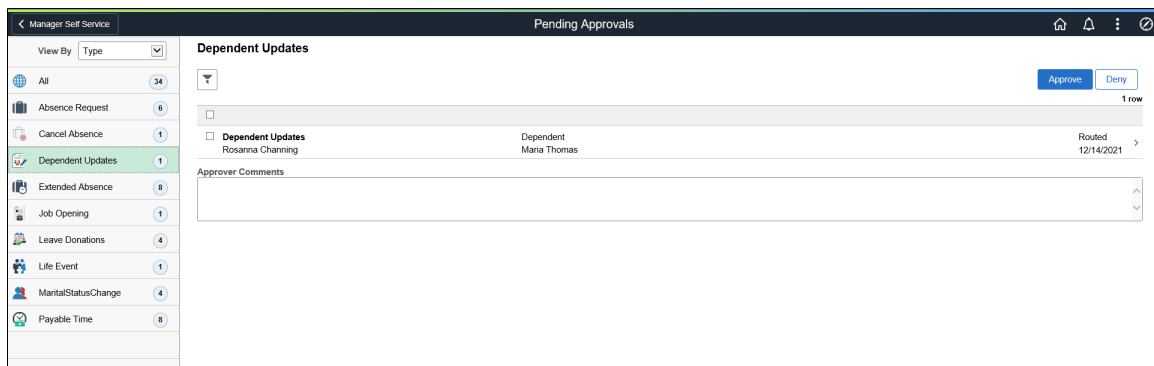 Manager Self Service
Pending Approvals
View By Type
All 34
Absence Request 6
Cancel Absence 1
Dependent Updates 1
Extended Absence 8
Job Opening 1
Leave Donations 4
Life Event 1
MaritalStatusChange 4
Payable Time 8
Dependent Updates
Approve Deny
1 row
Dependent Updates Dependent Routed
Rosanna Channing Maria Thomas 12/14/2021
Approver Comments